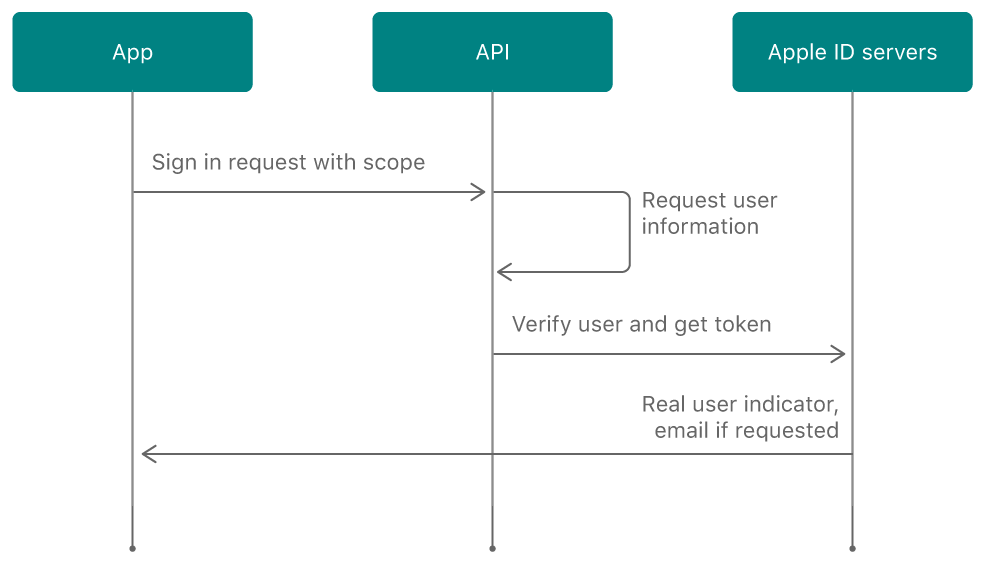 App
API
Apple ID servers
Sign in request with scope
Request user
information
Verify user and get token
Real user indicator,
email if requested